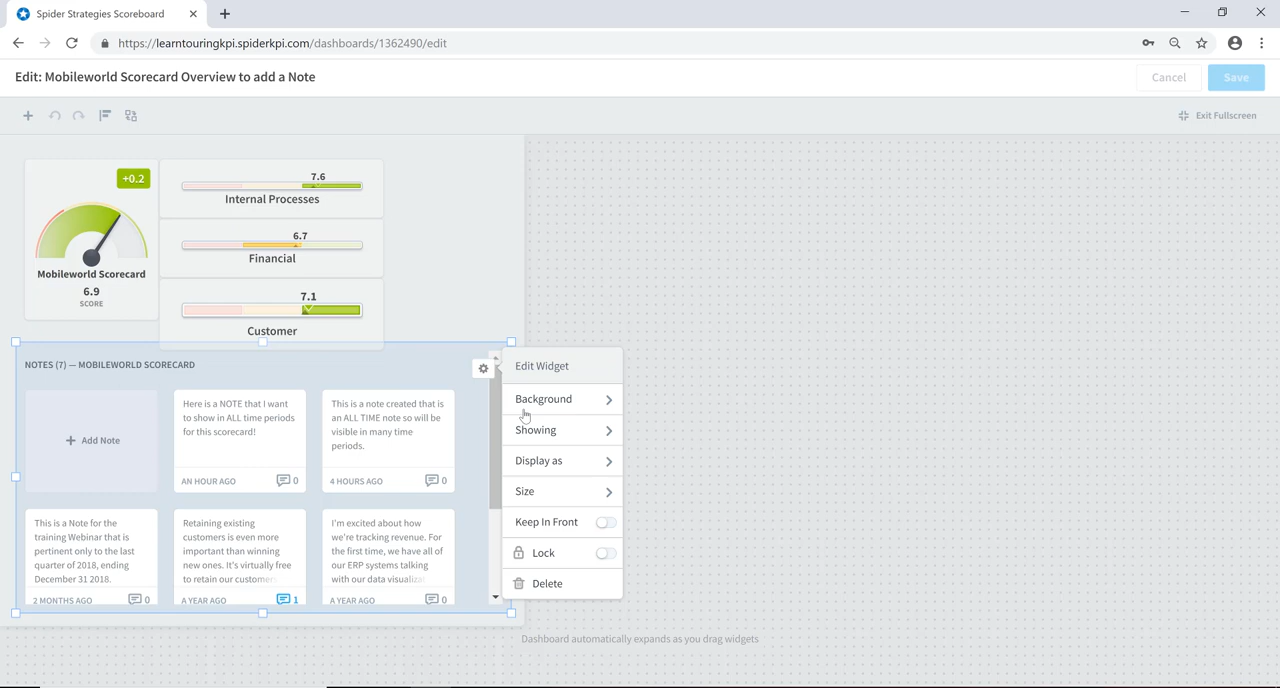 Spider Strategies Scoreboard
https://learntouringkpi.spiderkpi.com/dashboards/1362490/edit
Edit: Mobileworld Scorecard Overview to add a Note
Cancel
Save
Exit Fullscreen
+0.2
Mobileworld Scorecard
6.9
SCORE
7.6
Internal Processes
6.7
Financial
7.1
Customer
NOTES (7) — MOBILEWORLD SCORECARD
+ Add Note
Here is a NOTE that I want
to show in ALL time periods
for this scorecard!
AN HOUR AGO
0
This is a note created that is
an ALL TIME note so will be
visible in many time
periods.
4 HOURS AGO
0
This is a Note for the
training Webinar that is
pertinent only to the last
quarter of 2018, ending
December 31 2018.
2 MONTHS AGO
0
Retaining existing
customers is even more
important than winning
new ones. It's virtually free
to retain our customer
A YEAR AGO
1
I'm excited about how
we're tracking revenue. For
the first time, we have all of
our ERP systems talking
with our data visualizat
A YEAR AGO
0
Edit Widget
Background
Showing
Display as
Size
Keep In Front
Lock
Delete
Dashboard automatically expands as you drag widgets